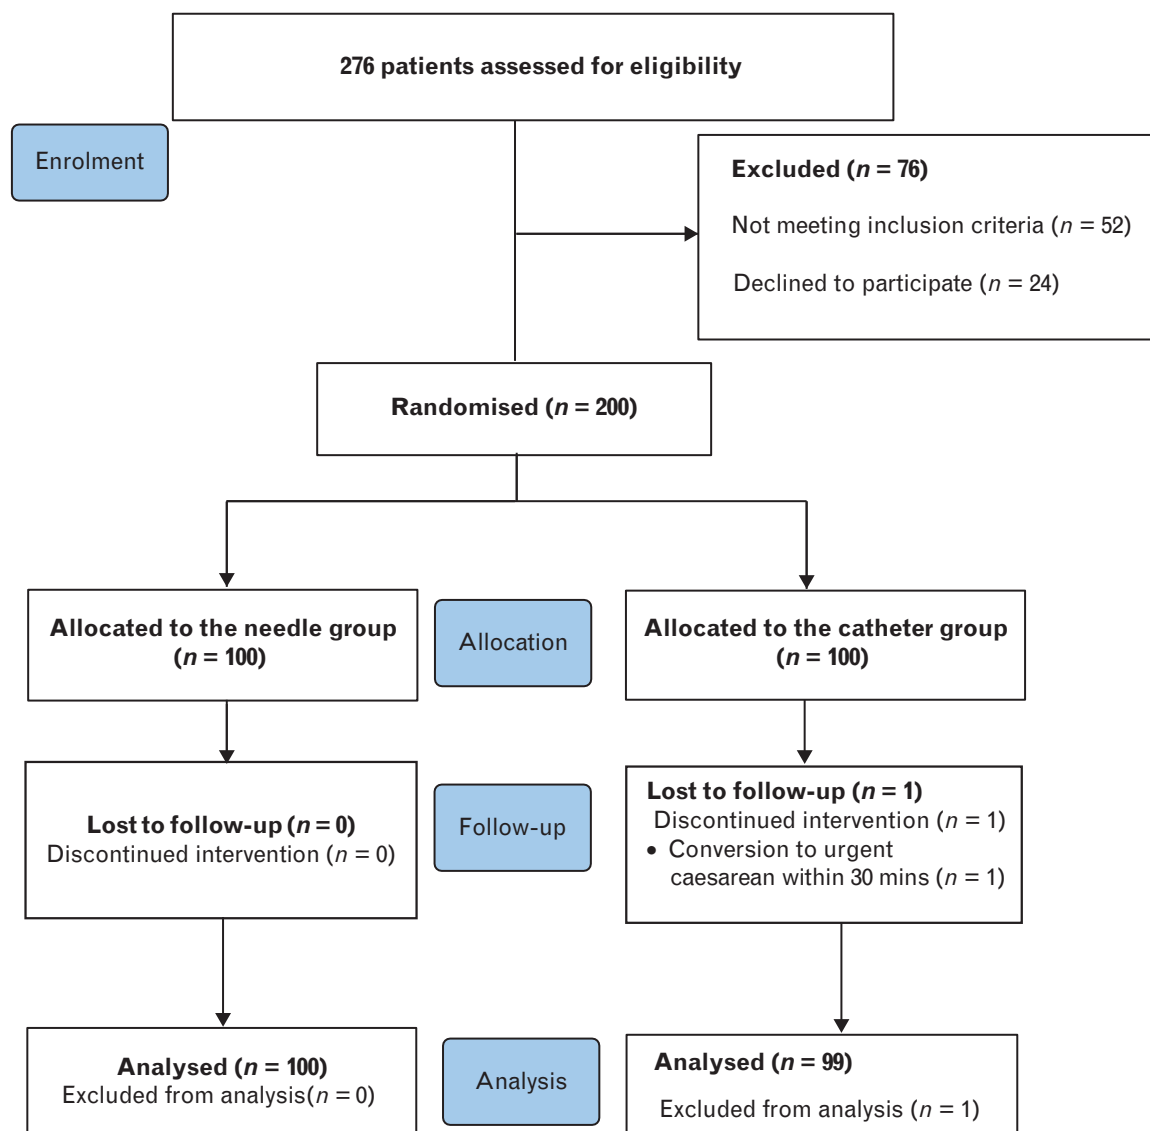 276 patients assessed for eligibility
Enrolment
Excluded (n = 76)
Not meeting inclusion criteria (n = 52)
Declined to participate (n = 24)
Randomised (n = 200)
Allocated to the needle group
(n = 100)
Allocation
Allocated to the catheter group
(n = 100)
Lost to follow-up (n = 0)
Discontinued intervention (n = 0)
Follow-up
Lost to follow-up (n = 1)
Discontinued intervention (n = 1)
• Conversion to urgent
caesarean within 30 mins (n = 1)
Analysed (n = 100)
Excluded from analysis(n = 0)
Analysis
Analysed (n = 99)
Excluded from analysis (n = 1)